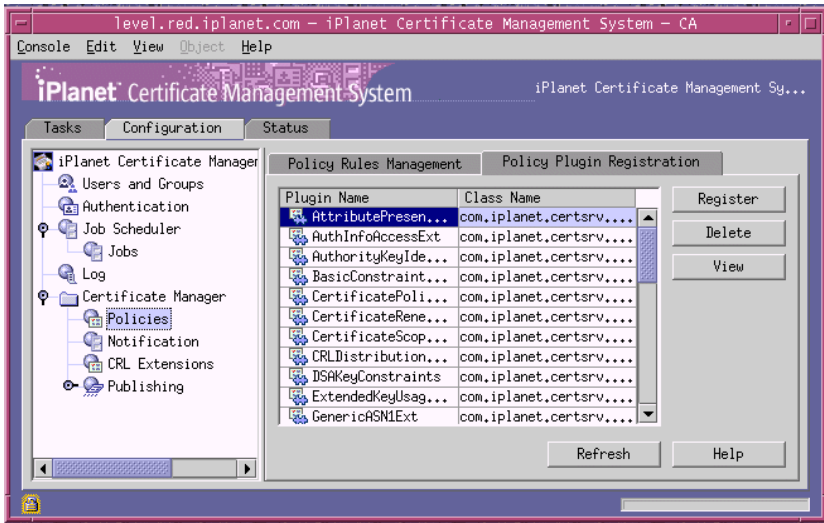 level.red.iplanet.com — iPlanet Certificate Management System — CA
Console Edit View Object Help
iPlanet™ Certificate Management System
iPlanet Certificate Management Sy...
Tasks Configuration Status
iPlanet Certificate Manager
Users and Groups
Authentication
Job Scheduler
Jobs
Log
Certificate Manager
Policies
Notification
CRL Extensions
Publishing
Policy Rules Management Policy Plugin Registration
Plugin Name Class Name
AttributePresen... com.iplanet.certsrv....
AuthInfoAccessExt com.iplanet.certsrv....
AuthorityKeyIde... com.iplanet.certsrv....
BasicConstraint... com.iplanet.certsrv....
CertificatePoli... com.iplanet.certsrv....
CertificateRene... com.iplanet.certsrv....
CertificateScop... com.iplanet.certsrv....
CRLDistribution... com.iplanet.certsrv....
DSAKeyConstraints com.iplanet.certsrv....
ExtendedKeyUsag... com.iplanet.certsrv....
GenericASN1Ext com.iplanet.certsrv....
Register
Delete
View
Refresh Help